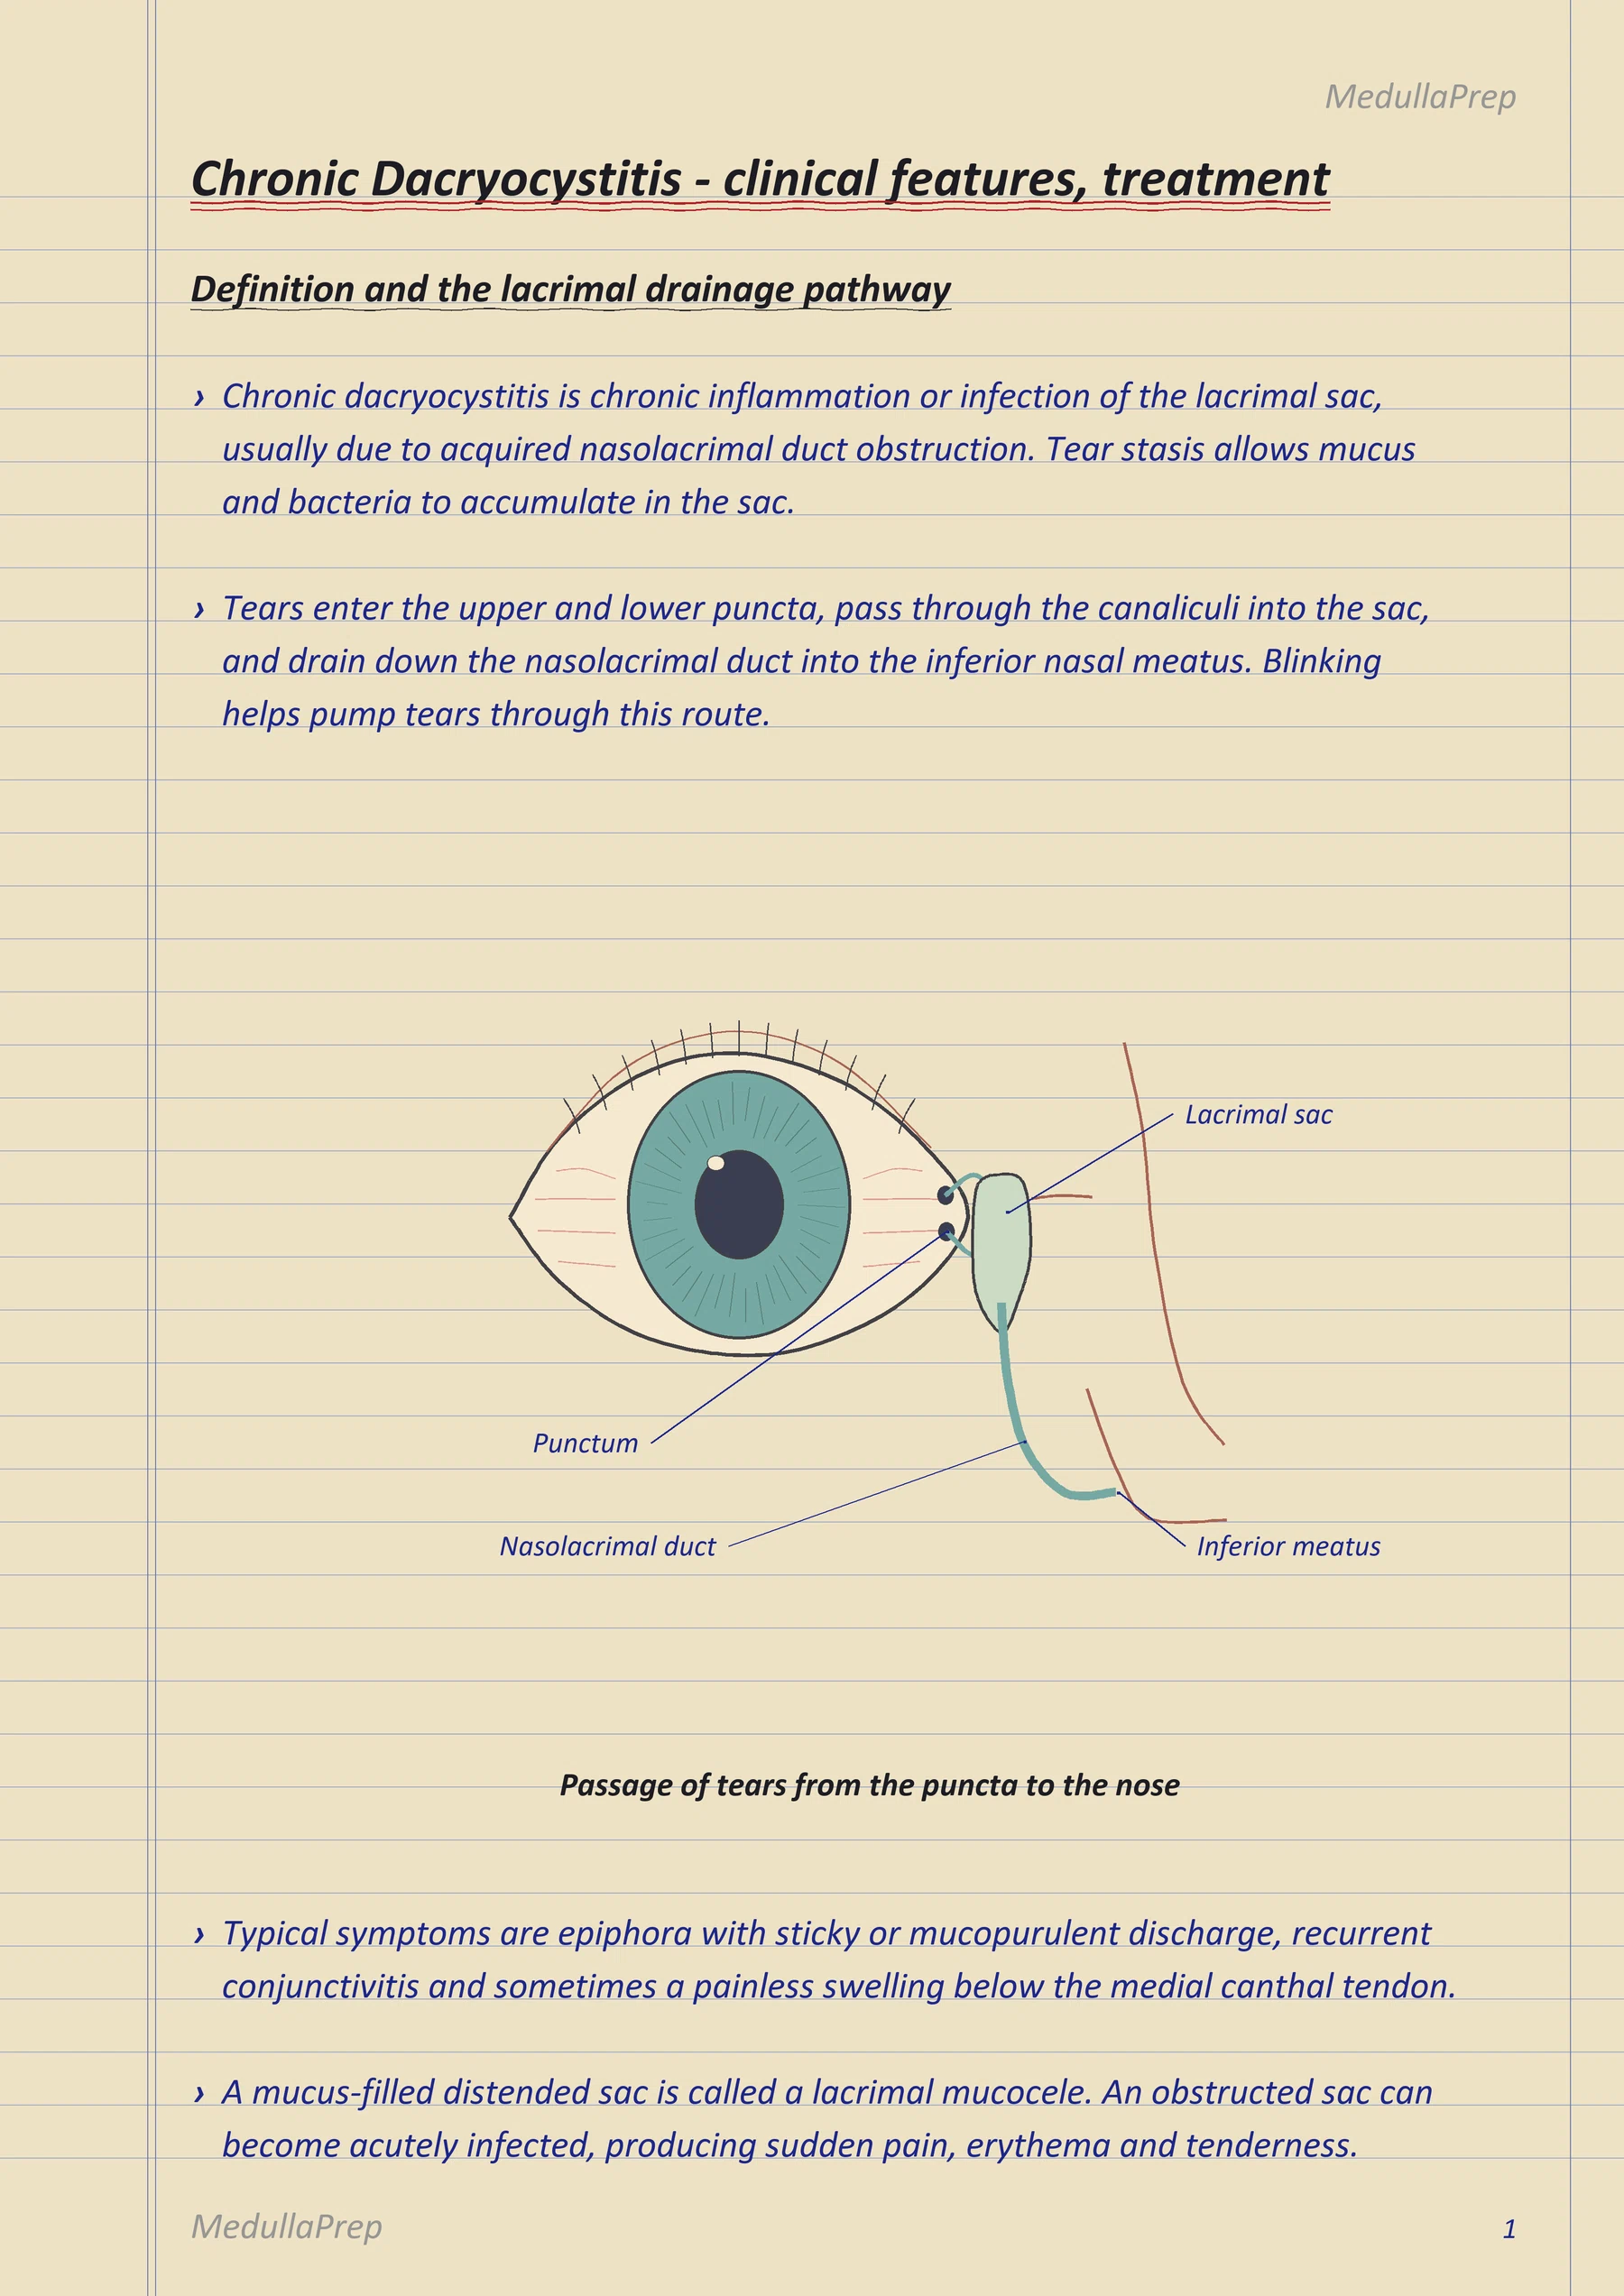 MedullaPrep
Chronic Dacryocystitis - clinical features, treatment
Definition and the lacrimal drainage pathway
› Chronic dacryocystitis is chronic inflammation or infection of the lacrimal sac,
usually due to acquired nasolacrimal duct obstruction. Tear stasis allows mucus
and bacteria to accumulate in the sac.
› Tears enter the upper and lower puncta, pass through the canaliculi into the sac,
and drain down the nasolacrimal duct into the inferior nasal meatus. Blinking
helps pump tears through this route.
Lacrimal sac
Punctum
Nasolacrimal duct
Inferior meatus
Passage of tears from the puncta to the nose
› Typical symptoms are epiphora with sticky or mucopurulent discharge, recurrent
conjunctivitis and sometimes a painless swelling below the medial canthal tendon.
› A mucus-filled distended sac is called a lacrimal mucocele. An obstructed sac can
become acutely infected, producing sudden pain, erythema and tenderness.
MedullaPrep
1